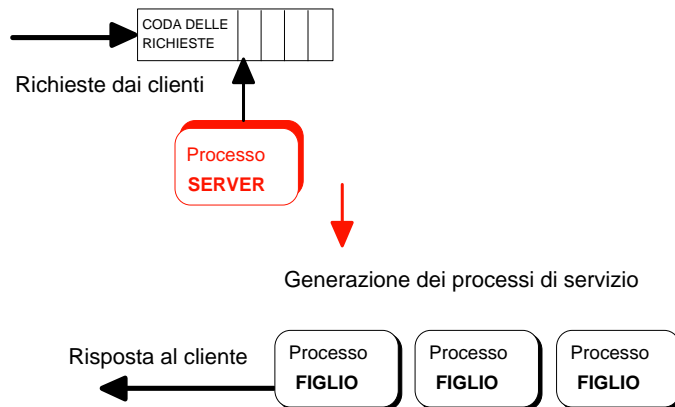 CODA DELLE
RICHIESTE
Richieste dai clienti
Processo
SERVER
Generazione dei processi di servizio
Risposta al cliente
Processo
FIGLIO
Processo
FIGLIO
Processo
FIGLIO